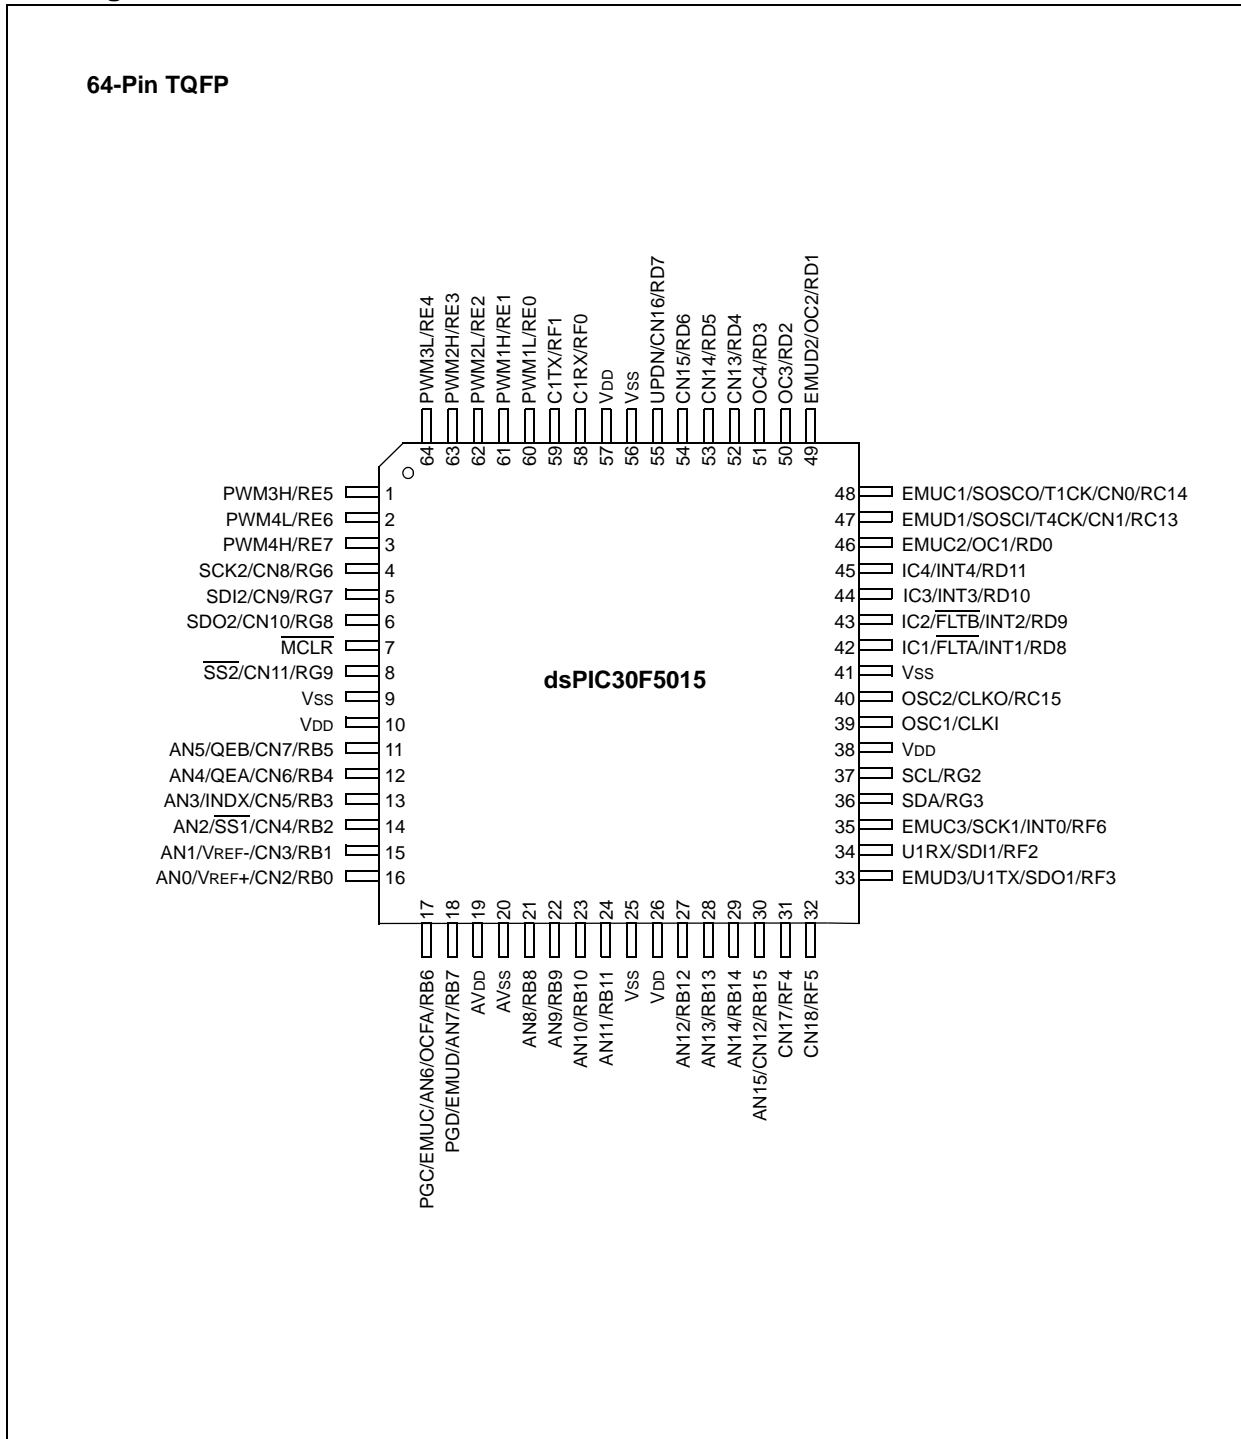 64-Pin TQFP
PWM3L/RE4
PWM2H/RE3
PWM2L/RE2
PWM1H/RE1
PWM1L/RE0
C1TX/RF1
C1RX/RF0
VDD
VSS
UPDN/CN16/RD7
CN15/RD6
CN14/RD5
CN13/RD4
OC4/RD3
OC3/RD2
EMUD2/OC2/RD1
64 63 62 61 60 59 58 57 56 55 54 53 52 51 50 49
PWM3H/RE5 1
PWM4L/RE6 2
PWM4H/RE7 3
SCK2/CN8/RG6 4
SDI2/CN9/RG7 5
SDO2/CN10/RG8 6
MCLR 7
SS2/CN11/RG9 8
VSS 9
VDD 10
AN5/QEB/CN7/RB5 11
AN4/QEA/CN6/RB4 12
AN3/INDX/CN5/RB3 13
AN2/SS1/CN4/RB2 14
AN1/VREF-/CN3/RB1 15
AN0/VREF+/CN2/RB0 16
dsPIC30F5015
48 EMUC1/SOSCO/T1CK/CN0/RC14
47 EMUD1/SOSCI/T4CK/CN1/RC13
46 EMUC2/OC1/RD0
45 IC4/INT4/RD11
44 IC3/INT3/RD10
43 IC2/FLTB/INT2/RD9
42 IC1/FLTA/INT1/RD8
41 VSS
40 OSC2/CLKO/RC15
39 OSC1/CLKI
38 VDD
37 SCL/RG2
36 SDA/RG3
35 EMUC3/SCK1/INT0/RF6
34 U1RX/SDI1/RF2
33 EMUD3/U1TX/SDO1/RF3
17 18 19 20 21 22 23 24 25 26 27 28 29 30 31 32
PGC/EMUC/AN6/OCFA/RB6
PGD/EMUD/AN7/RB7
AVDD
AVSS
AN8/RB8
AN9/RB9
AN10/RB10
AN11/RB11
VSS
VDD
AN12/RB12
AN13/RB13
AN14/RB14
AN15/CN12/RB15
CN17/RF4
CN18/RF5